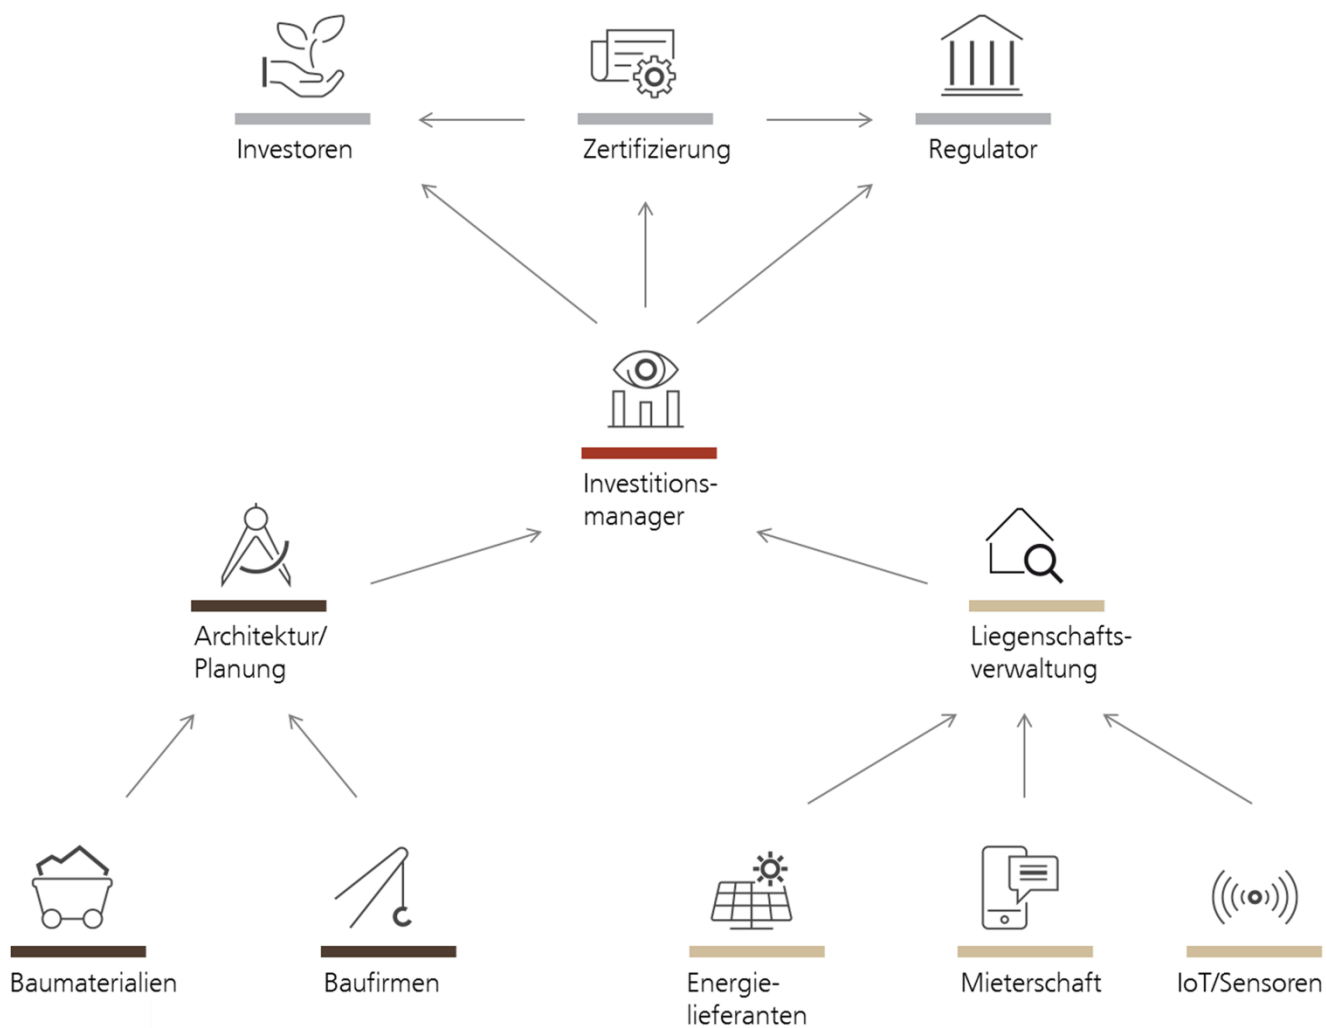 Investoren
Zertifizierung
Regulator
Investitions-
manager
Architektur/
Planung
Liegenschafts-
verwaltung
Baumaterialien
Baufirmen
Energie-
lieferanten
Mieterschaft
IoT/Sensoren